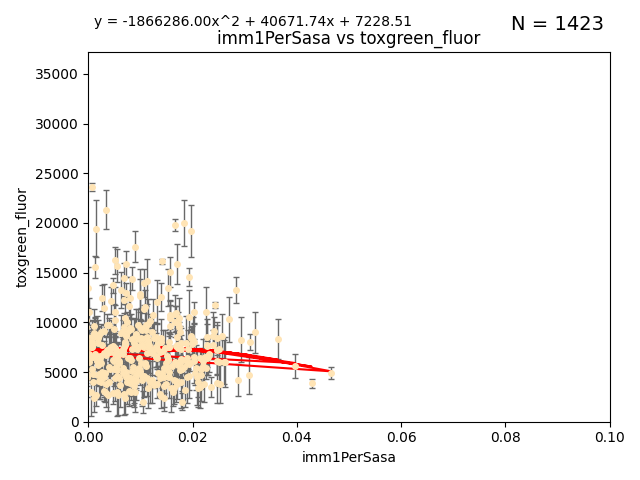 y = -1866286.00x^2 + 40671.74x + 7228.51
N = 1423
imm1PerSasa vs toxgreen_fluor
toxgreen_fluor
35000
30000
25000
20000
15000
10000
5000
0
0.00
0.02
0.04
0.06
0.08
0.10
imm1PerSasa